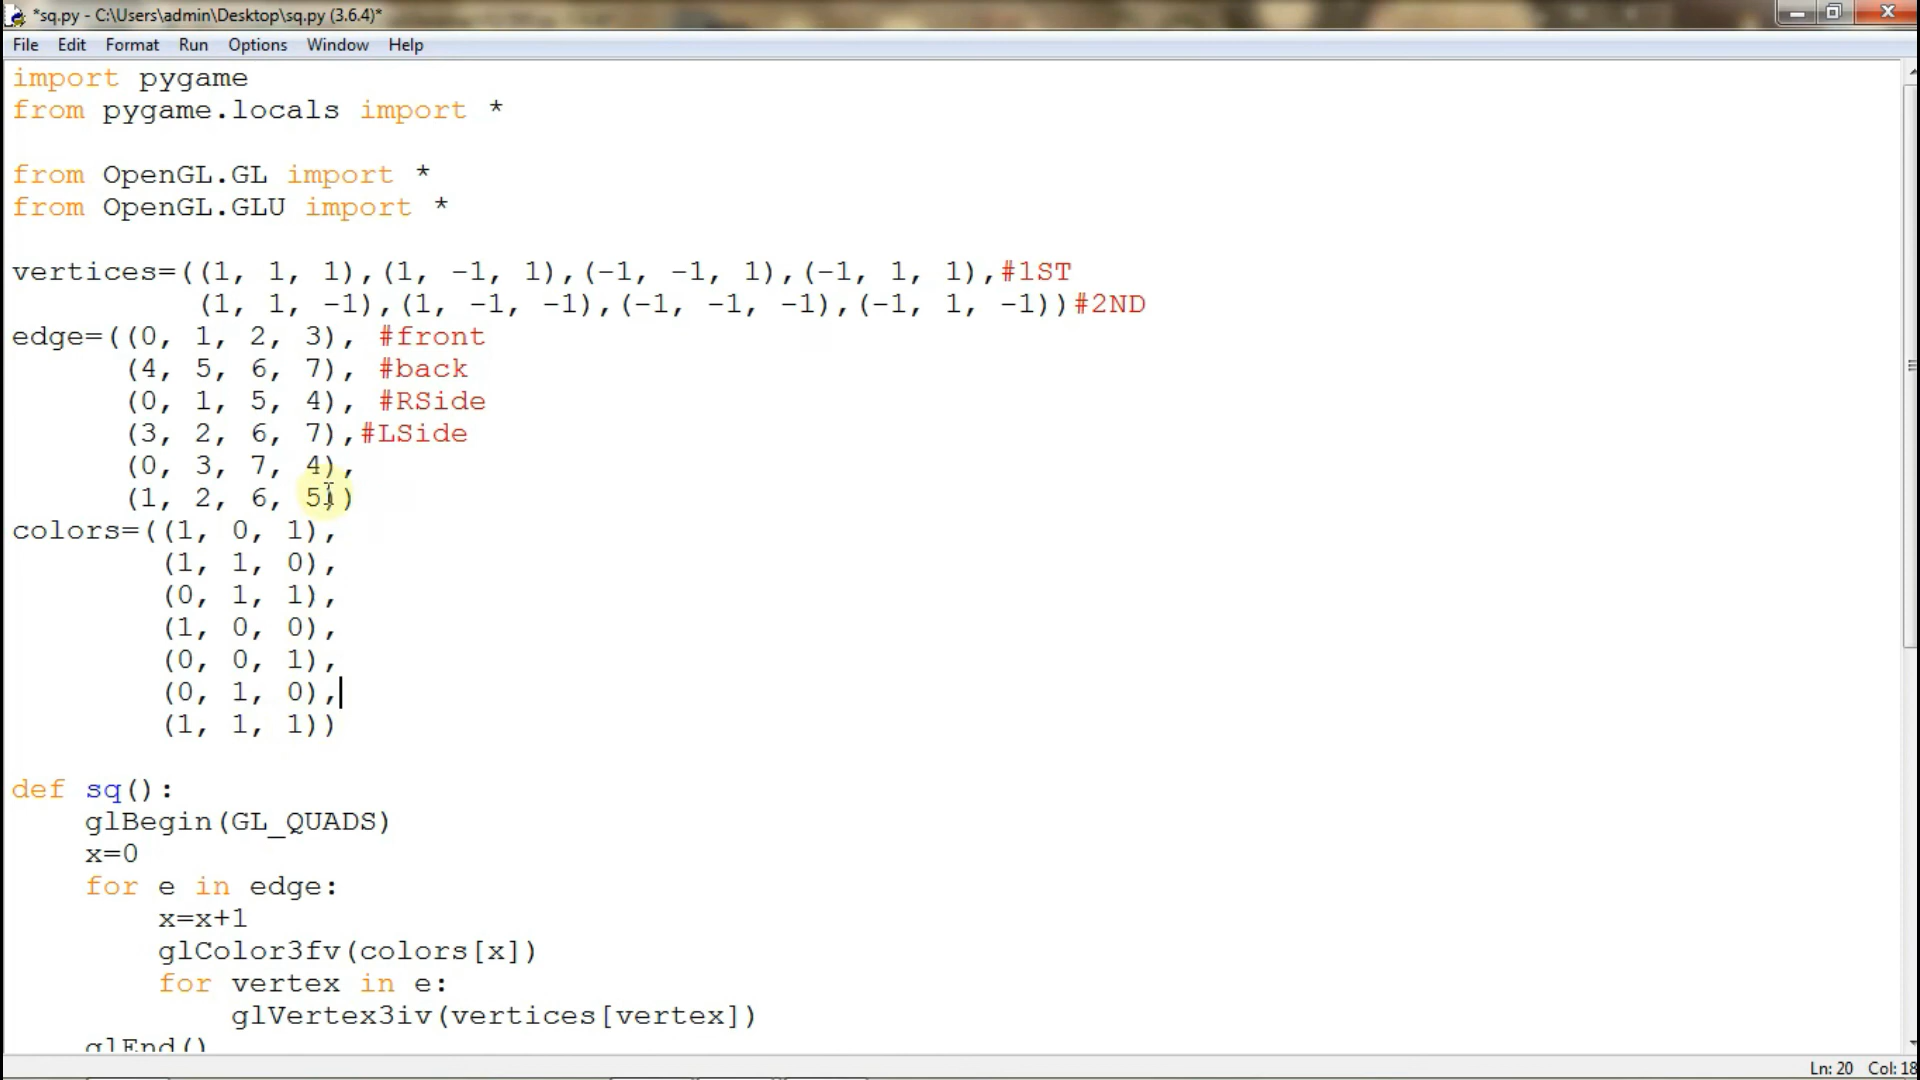 *sq.py - C:\Users\admin\Desktop\sq.py (3.6.4)*
File Edit Format Run Options Window Help
import pygame
from pygame.locals import *
from OpenGL.GL import *
from OpenGL.GLU import *
vertices=((1, 1, 1),(1, -1, 1),(-1, -1, 1),(-1, 1, 1),#1ST
          (1, 1, -1),(1, -1, -1),(-1, -1, -1),(-1, 1, -1))#2ND
edge=((0, 1, 2, 3), #front
      (4, 5, 6, 7), #back
      (0, 1, 5, 4), #RSide
      (3, 2, 6, 7),#LSide
      (0, 3, 7, 4),
      (1, 2, 6, 5))
colors=((1, 0, 1),
        (1, 1, 0),
        (0, 1, 1),
        (1, 0, 0),
        (0, 0, 1),
        (0, 1, 0),
        (1, 1, 1))
def sq():
    glBegin(GL_QUADS)
    x=0
    for e in edge:
        x=x+1
        glColor3fv(colors[x])
        for vertex in e:
            glVertex3iv(vertices[vertex])
    glEnd()
Ln: 20 Col: 18